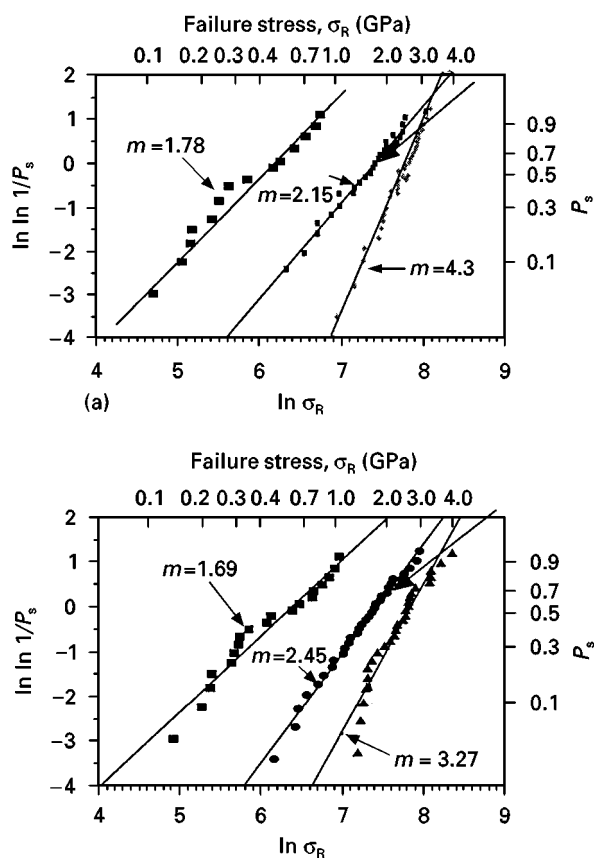 Failure stress, σR (GPa)
0.1 0.2 0.3 0.4 0.7 1.0 2.0 3.0 4.0
2
1
0
−1
−2
−3
−4
ln ln 1/Ps
m=1.78
m=2.15
m=4.3
0.9
0.7
0.5
0.3
0.1
Ps
4 5 6 7 8 9
(a) ln σR
Failure stress, σR (GPa)
0.1 0.2 0.3 0.4 0.7 1.0 2.0 3.0 4.0
2
1
0
−1
−2
−3
−4
ln ln 1/Ps
m=1.69
m=2.45
m = 3.27
0.9
0.7
0.5
0.3
0.1
Ps
4 5 6 7 8 9
ln σR